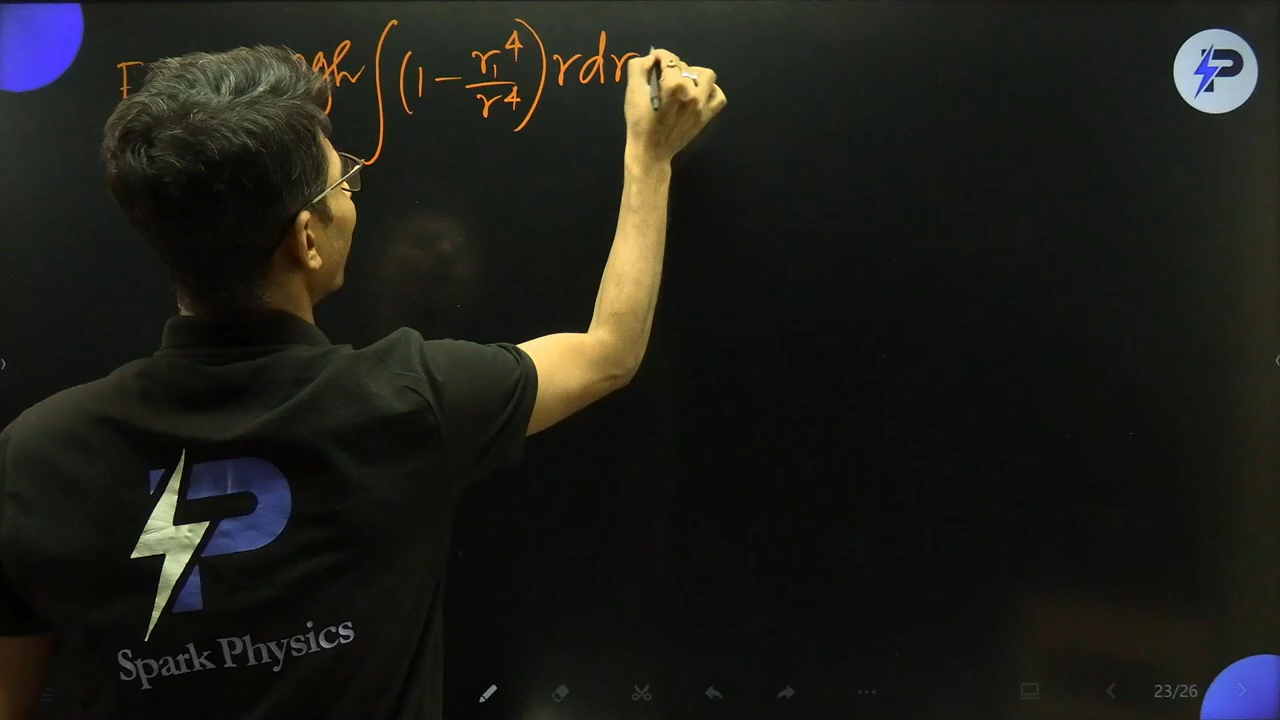 F ρgh ∫ (1 - r₁⁴/r⁴) r dr
Spark Physics
23/26